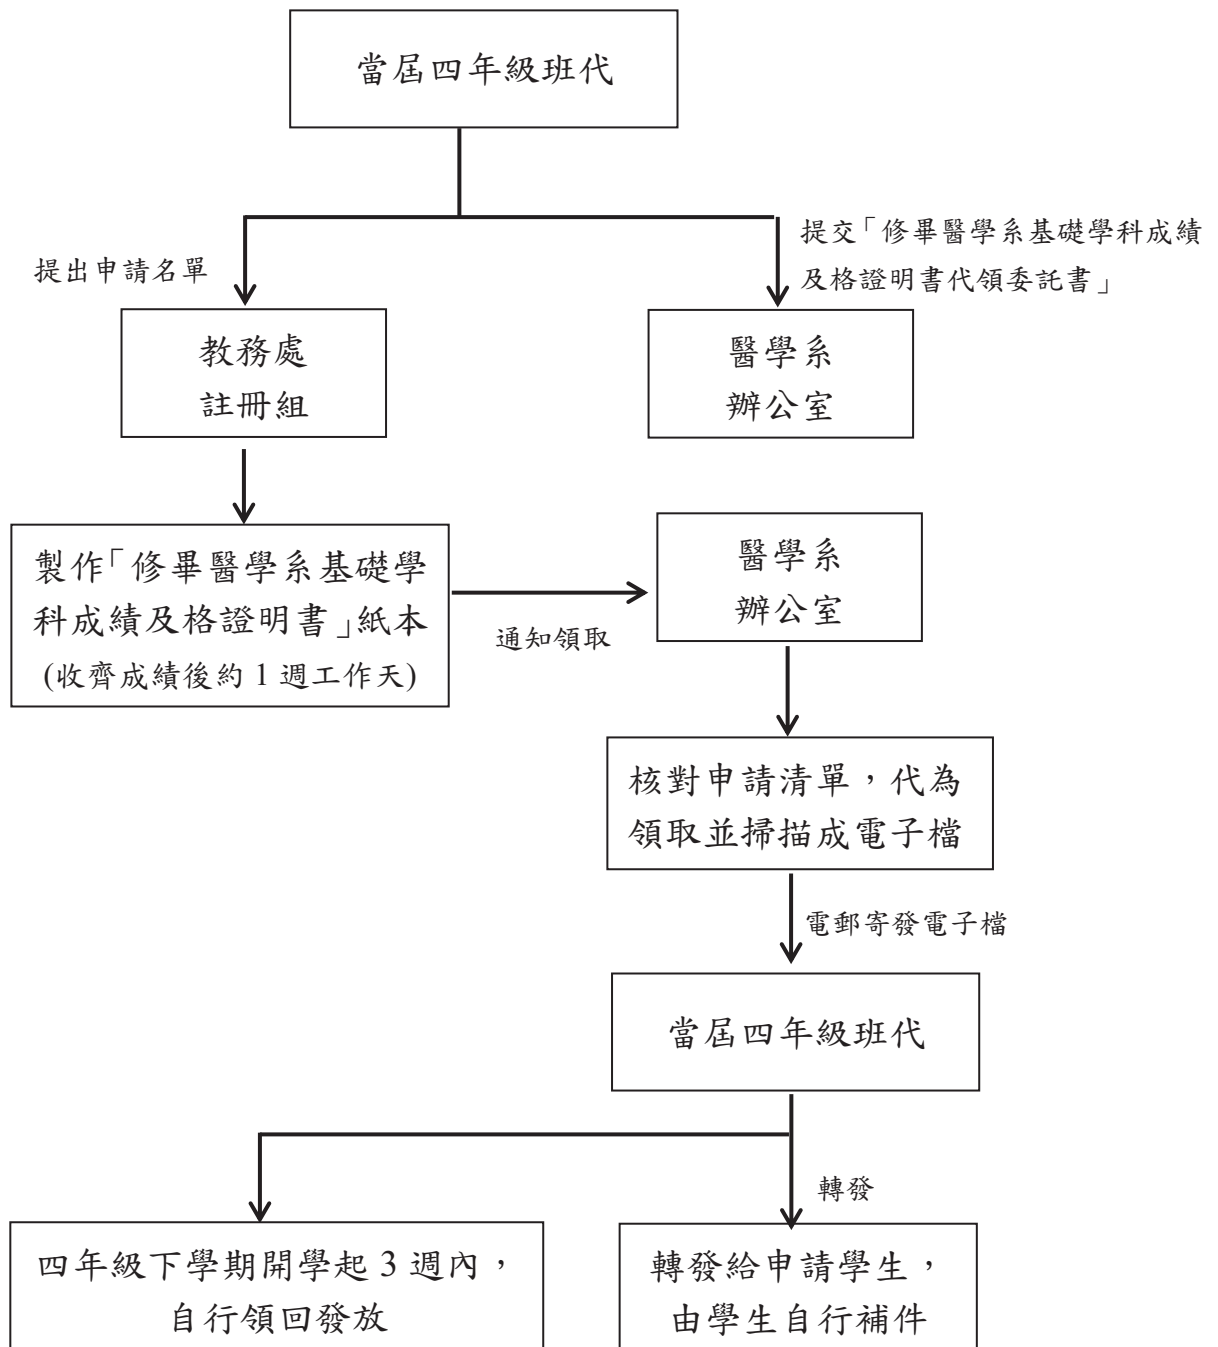 當屆四年級班代
提出申請名單
提交「修畢醫學系基礎學科成績
及格證明書代領委託書」
教務處
註冊組
醫學系
辦公室
製作「修畢醫學系基礎學
科成績及格證明書」紙本
(收齊成績後約 1 週工作天)
通知領取
醫學系
辦公室
核對申請清單，代為
領取並掃描成電子檔
電郵寄發電子檔
當屆四年級班代
轉發
四年級下學期開學起 3 週內，
自行領回發放
轉發給申請學生，
由學生自行補件